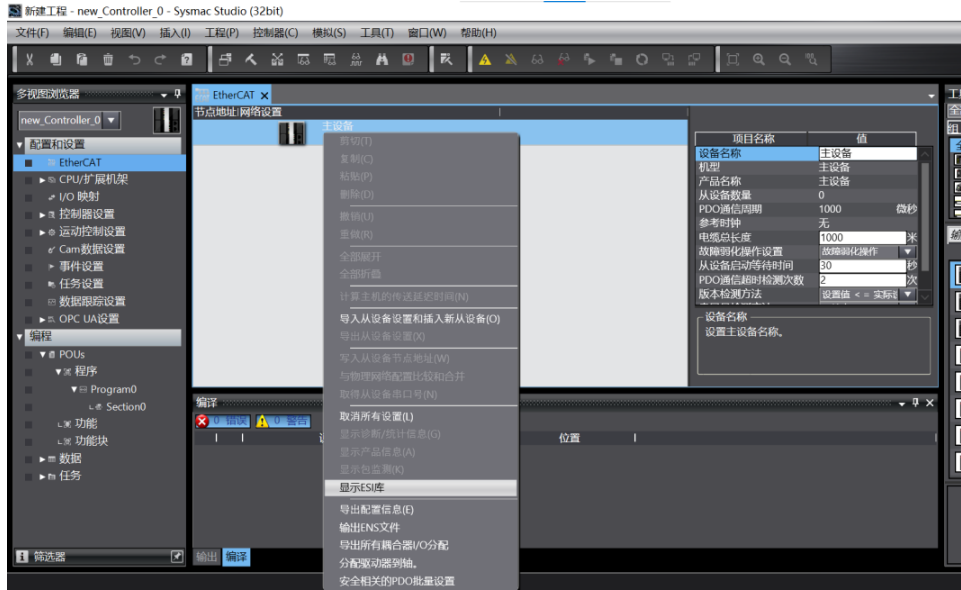 新建工程 - new_Controller_0 - Sysmac Studio (32bit)
文件(F) 编辑(E) 视图(V) 插入(I) 工程(P) 控制器(C) 模拟(S) 工具(T) 窗口(W) 帮助(H)
多视图浏览器
new_Controller_0
配置和设置
EtherCAT
CPU/扩展机架
I/O 映射
控制器设置
运动控制设置
Cam数据设置
事件设置
任务设置
数据跟踪设置
OPC UA设置
编程
POUs
程序
Program0
Section0
功能
功能块
数据
任务
筛选器
EtherCAT
节点地址|网络设置
主设备
剪切(T)
复制(C)
粘贴(P)
删除(D)
撤销(U)
重做(R)
全部展开
全部折叠
计算主机的传送延迟时间(N)
导入从设备设置和插入新从设备(O)
导出从设备设置(X)
写入从设备节点地址(W)
与物理网络配置比较和合并
取得从设备串口号(N)
取消所有设置(L)
显示诊断/统计信息(G)
显示产品信息(A)
显示包监测(K)
显示ESI库
导出配置信息(E)
输出ENS文件
导出所有耦合器I/O分配
分配驱动器到轴。
安全相关的PDO批量设置
项目名称 值
设备名称 主设备
机型 主设备
产品名称 主设备
从设备数量 0
PDO通信周期 1000 微秒
参考时钟 无
电缆总长度 1000 米
故障弱化操作设置 故障弱化操作
从设备启动等待时间 30 秒
PDO通信超时检测次数 2 次
版本检测方法 设置值 <= 实际
设备名称
设置主设备名称。
编译
0 错误 0 警告
位置
输出 编译